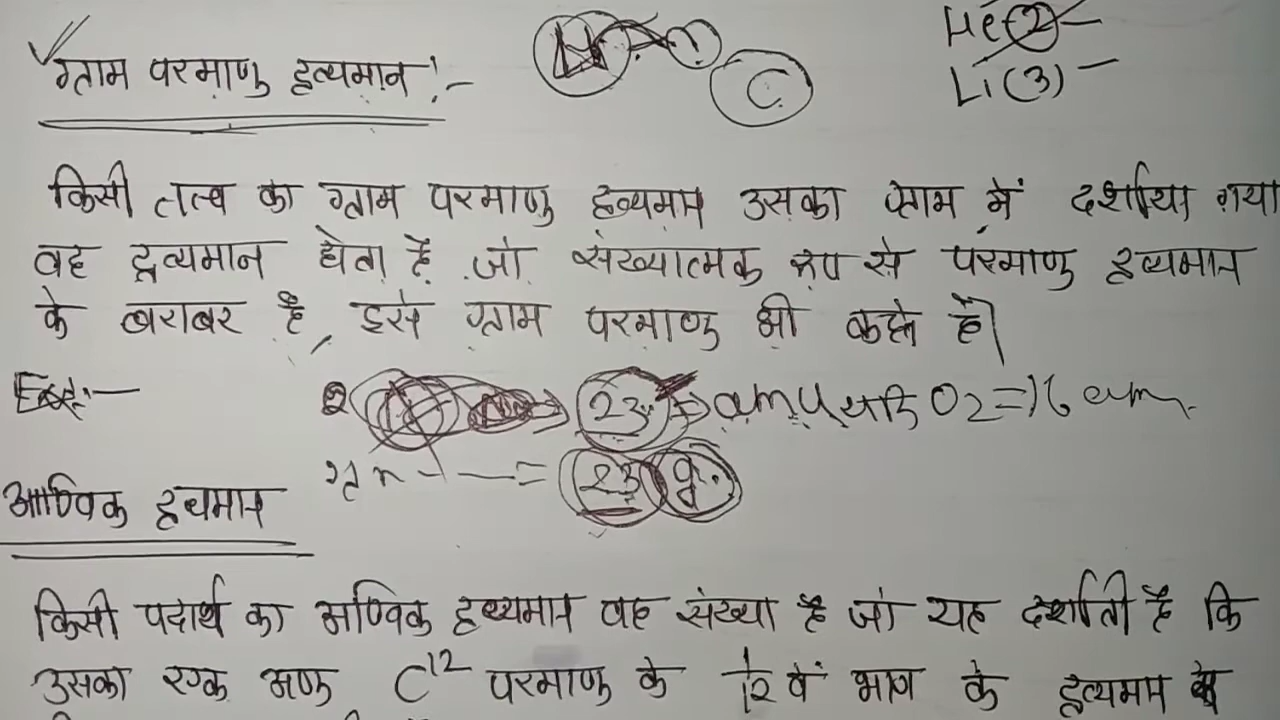 ग्राम परमाणु द्रव्यमान :-
H C
He(2) -
Li(3) -
किसी तत्व का ग्राम परमाणु द्रव्यमान उसका ग्राम में दर्शाया गया
वह द्रव्यमान होता है जो संख्यात्मक रूप से परमाणु द्रव्यमान
के बराबर है, इसे ग्राम परमाणु भी कहते हैं।
Ex:-
23 amu O2=16 am
= 23 g.
आण्विक द्रव्यमान
किसी पदार्थ का अण्विक द्रव्यमान वह संख्या है जो यह दर्शाती है कि
उसका एक अणु C12 परमाणु के 1/12 वें भाग के द्रव्यमान से